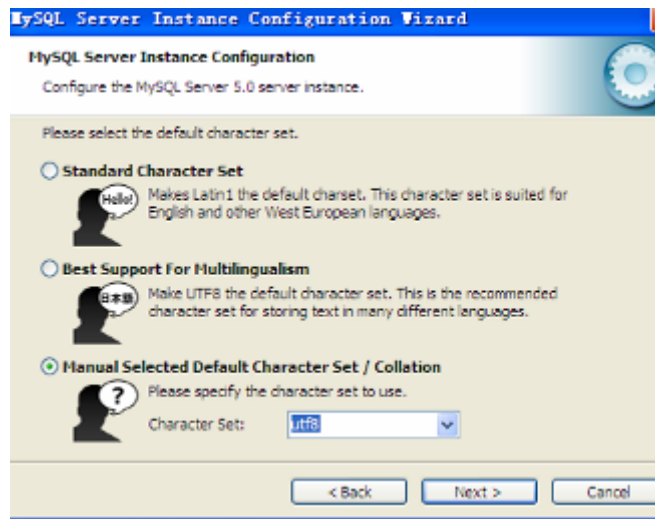 MySQL Server Instance Configuration Wizard
MySQL Server Instance Configuration
Configure the MySQL Server 5.0 server instance.
Please select the default character set.
Standard Character Set
Hello!
Makes Latin1 the default charset. This character set is suited for
English and other West European languages.
Best Support For Multilingualism
日本語
Make UTF8 the default character set. This is the recommended
character set for storing text in many different languages.
Manual Selected Default Character Set / Collation
?
Please specify the character set to use.
Character Set: utf8
< Back Next > Cancel